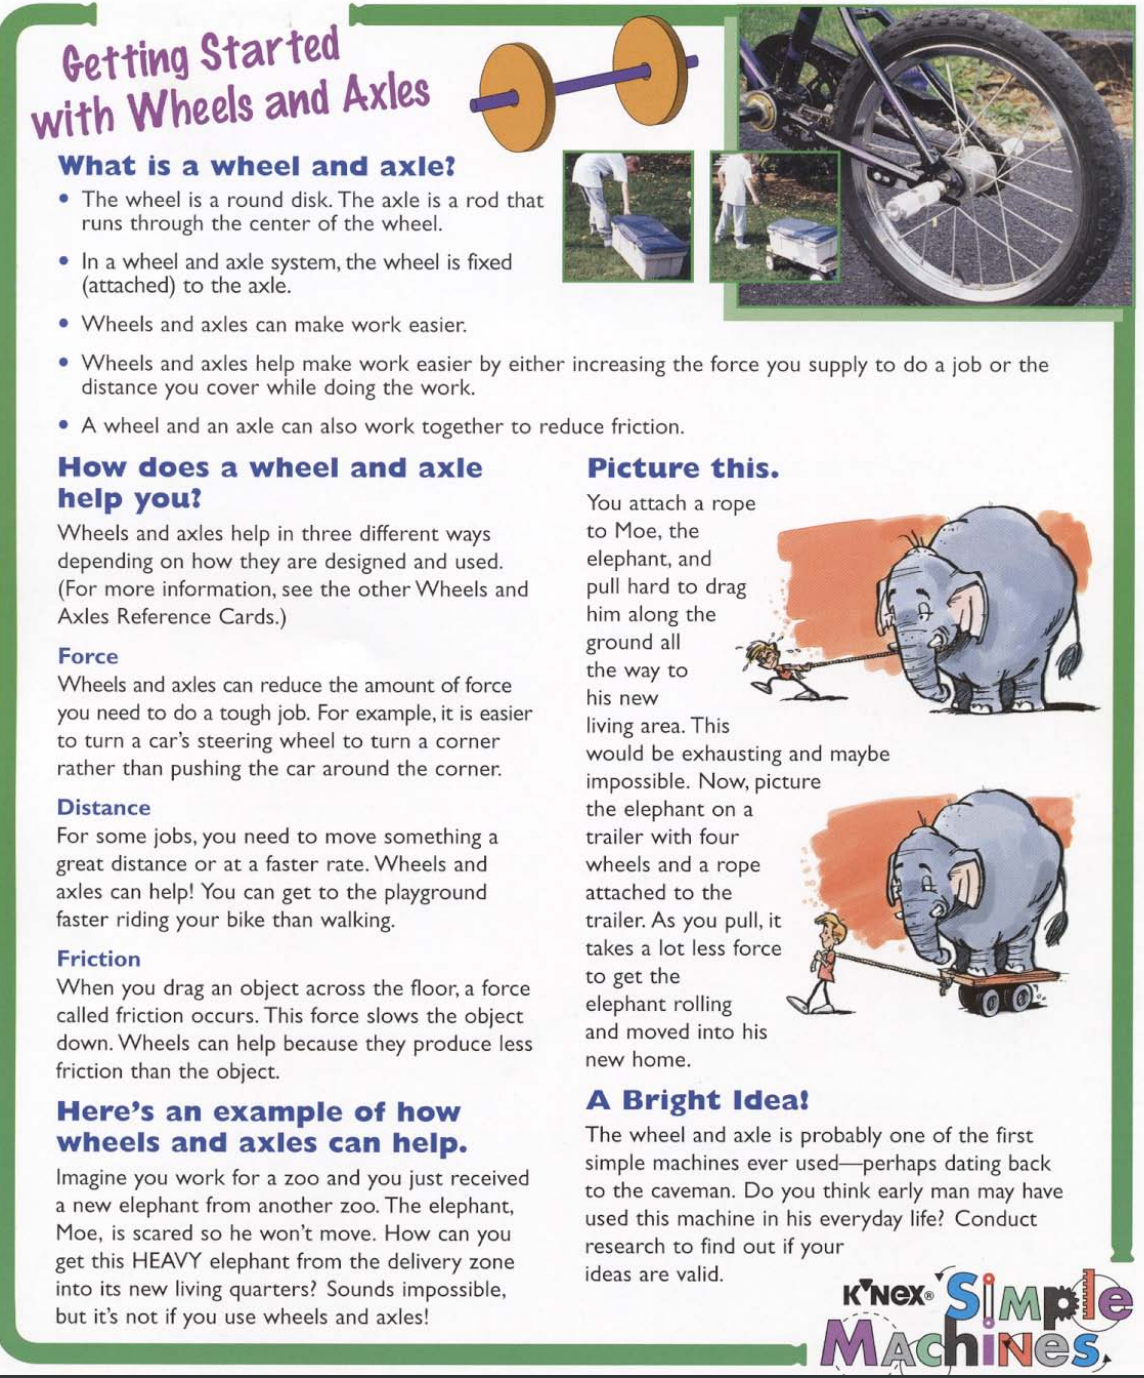 Getting Started
with Wheels and Axles
What is a wheel and axle?
• The wheel is a round disk. The axle is a rod that
runs through the center of the wheel.
• In a wheel and axle system, the wheel is fixed
(attached) to the axle.
• Wheels and axles can make work easier.
• Wheels and axles help make work easier by either increasing the force you supply to do a job or the
distance you cover while doing the work.
• A wheel and an axle can also work together to reduce friction.
How does a wheel and axle
help you?
Wheels and axles help in three different ways
depending on how they are designed and used.
(For more information, see the other Wheels and
Axles Reference Cards.)
Force
Wheels and axles can reduce the amount of force
you need to do a tough job. For example, it is easier
to turn a car's steering wheel to turn a corner
rather than pushing the car around the corner.
Distance
For some jobs, you need to move something a
great distance or at a faster rate. Wheels and
axles can help! You can get to the playground
faster riding your bike than walking.
Friction
When you drag an object across the floor, a force
called friction occurs. This force slows the object
down. Wheels can help because they produce less
friction than the object.
Here's an example of how
wheels and axles can help.
Imagine you work for a zoo and you just received
a new elephant from another zoo. The elephant,
Moe, is scared so he won't move. How can you
get this HEAVY elephant from the delivery zone
into its new living quarters? Sounds impossible,
but it's not if you use wheels and axles!
Picture this.
You attach a rope
to Moe, the
elephant, and
pull hard to drag
him along the
ground all
the way to
his new
living area. This
would be exhausting and maybe
impossible. Now, picture
the elephant on a
trailer with four
wheels and a rope
attached to the
trailer. As you pull, it
takes a lot less force
to get the
elephant rolling
and moved into his
new home.
A Bright Idea!
The wheel and axle is probably one of the first
simple machines ever used—perhaps dating back
to the caveman. Do you think early man may have
used this machine in his everyday life? Conduct
research to find out if your
ideas are valid.
K'NEX® Simple
Machines.